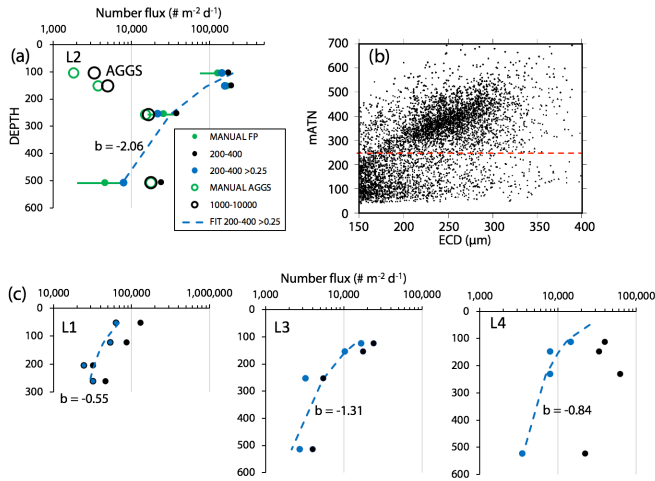 Number flux (# m⁻² d⁻¹)
1,000 10,000 100,000
(a)
L2
AGGS
DEPTH
0
100
200
300
400
500
600
b = -2.06
MANUAL FP
200-400
200-400 >0.25
MANUAL AGGS
1000-10000
FIT 200-400 >0.25
(b)
mATN
700
600
500
400
300
200
100
0
150 200 250 300 350 400
ECD (µm)
(c)
Number flux (# m⁻² d⁻¹)
10,000 100,000
L1
0
100
200
300
b = -0.55
1,000 10,000 100,000
L3
0
100
200
300
400
500
600
b = -1.31
1,000 10,000 100,000
L4
0
100
200
300
400
500
600
b = -0.84